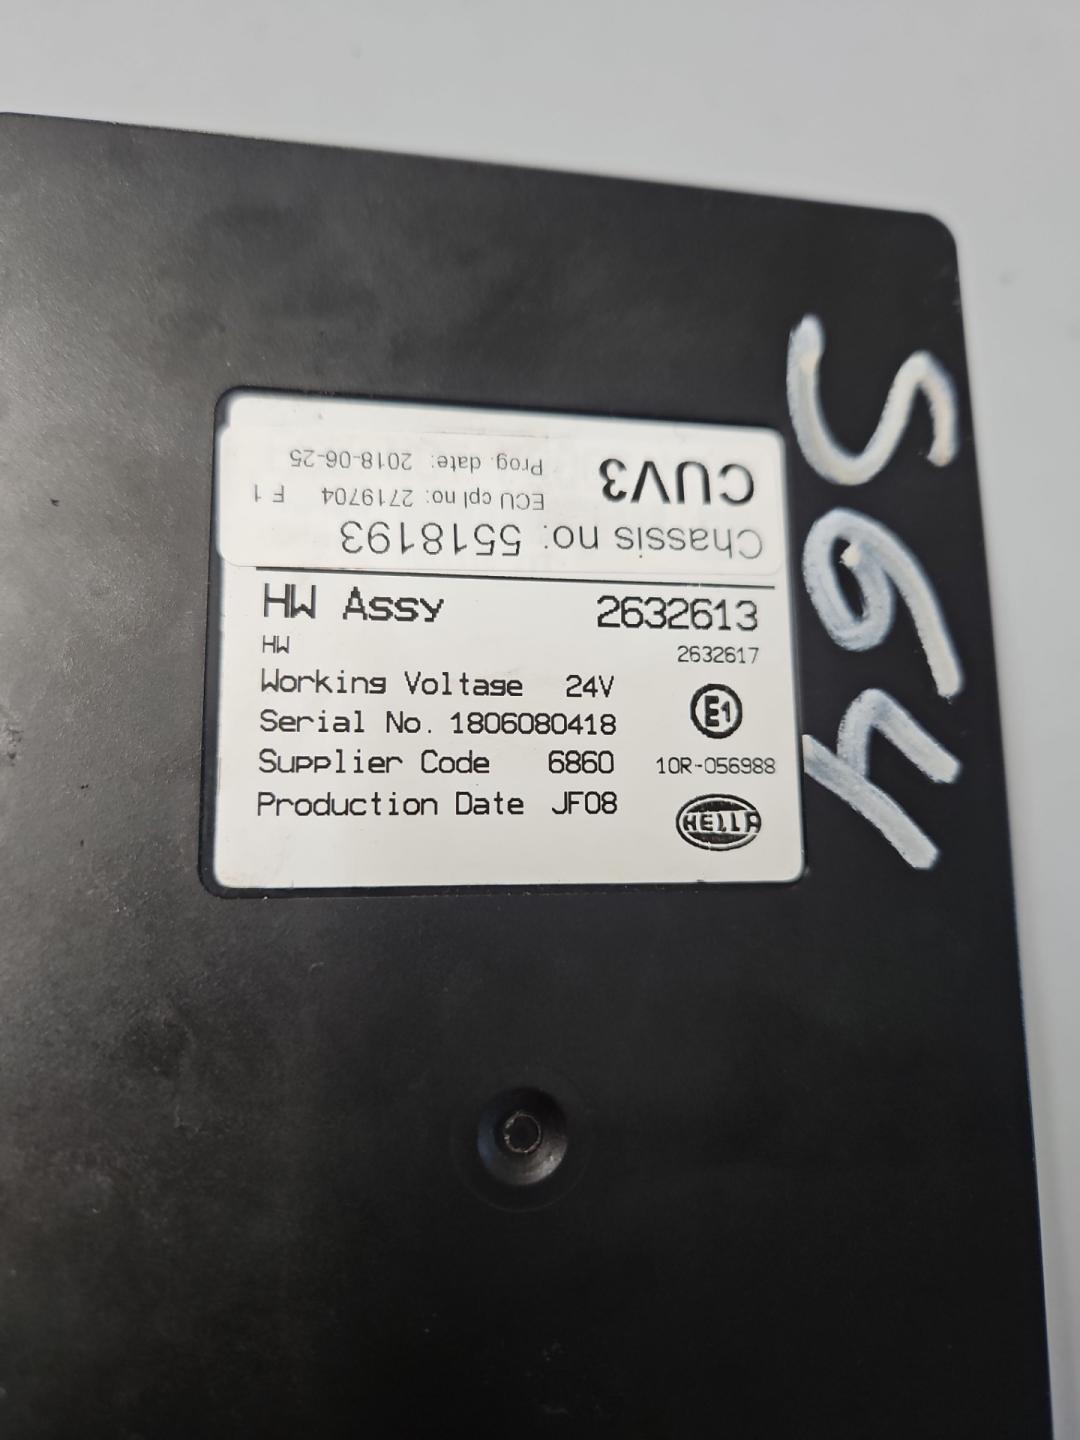 CUV3
Prog. date: 2018-06-25
ECU cpl no: 2719704 F 1
Chassis no: 5518193
HW Assy 2632613
HW 2632617
Working Voltage 24V
Serial No. 1806080418
E1
Supplier Code 6860
10R-056988
Production Date JF08
HELLA
S64